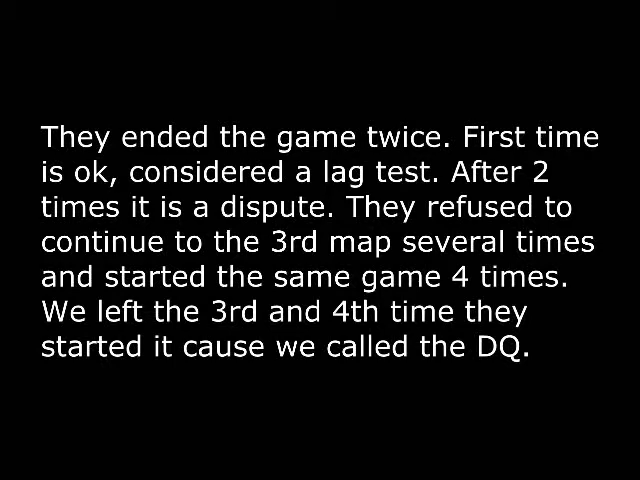 They ended the game twice. First time
is ok, considered a lag test. After 2
times it is a dispute. They refused to
continue to the 3rd map several times
and started the same game 4 times.
We left the 3rd and 4th time they
started it cause we called the DQ.